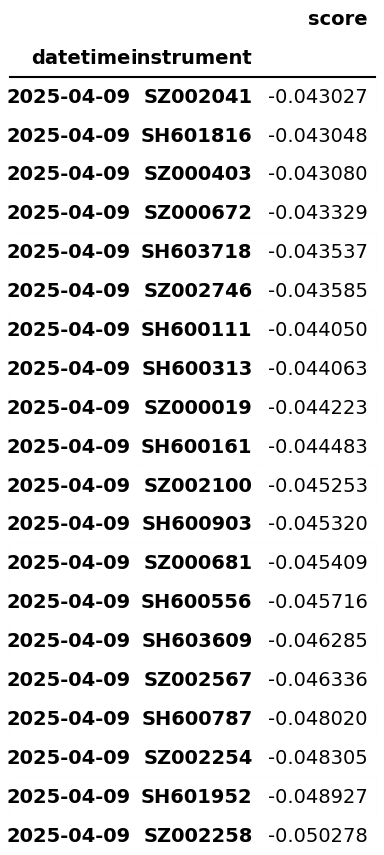 score
datetime instrument
2025-04-09 SZ002041 -0.043027
2025-04-09 SH601816 -0.043048
2025-04-09 SZ000403 -0.043080
2025-04-09 SZ000672 -0.043329
2025-04-09 SH603718 -0.043537
2025-04-09 SZ002746 -0.043585
2025-04-09 SH600111 -0.044050
2025-04-09 SH600313 -0.044063
2025-04-09 SZ000019 -0.044223
2025-04-09 SH600161 -0.044483
2025-04-09 SZ002100 -0.045253
2025-04-09 SH600903 -0.045320
2025-04-09 SZ000681 -0.045409
2025-04-09 SH600556 -0.045716
2025-04-09 SH603609 -0.046285
2025-04-09 SZ002567 -0.046336
2025-04-09 SH600787 -0.048020
2025-04-09 SZ002254 -0.048305
2025-04-09 SH601952 -0.048927
2025-04-09 SZ002258 -0.050278